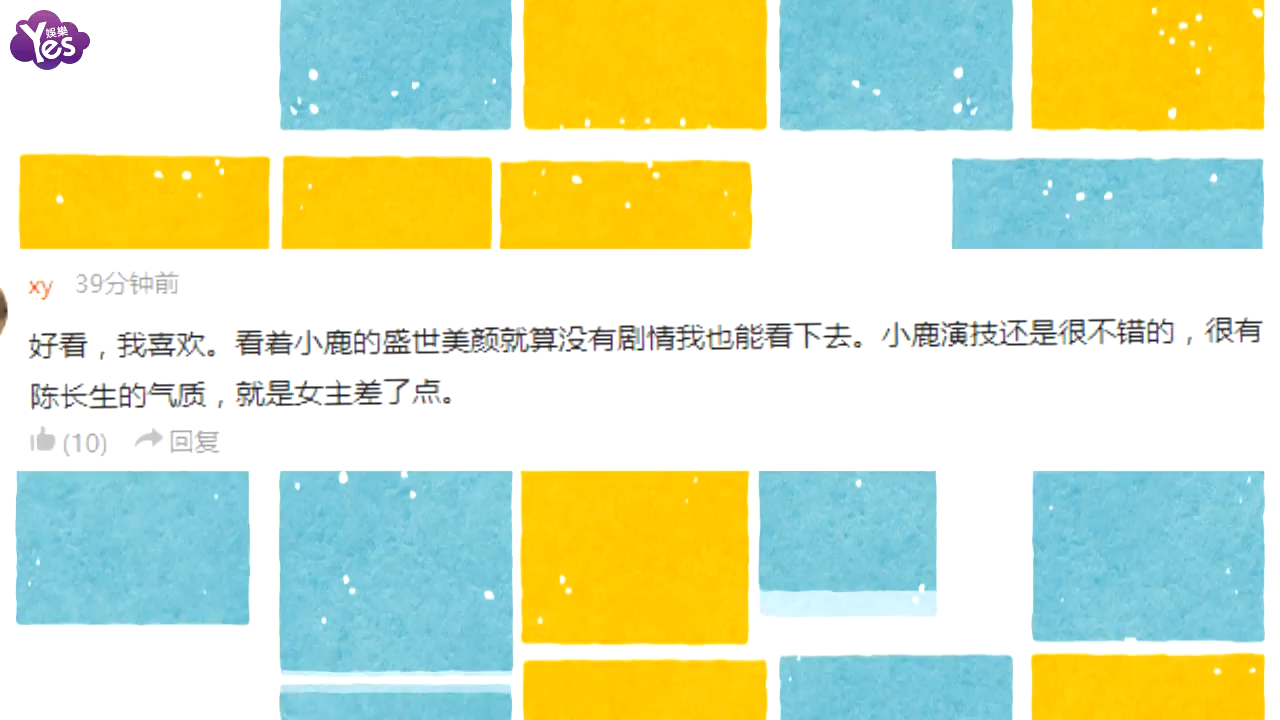 娛樂
Yes
xy 39分钟前
好看，我喜欢。看着小鹿的盛世美颜就算没有剧情我也能看下去。小鹿演技还是很不错的，很有
陈长生的气质，就是女主差了点。
(10) 回复